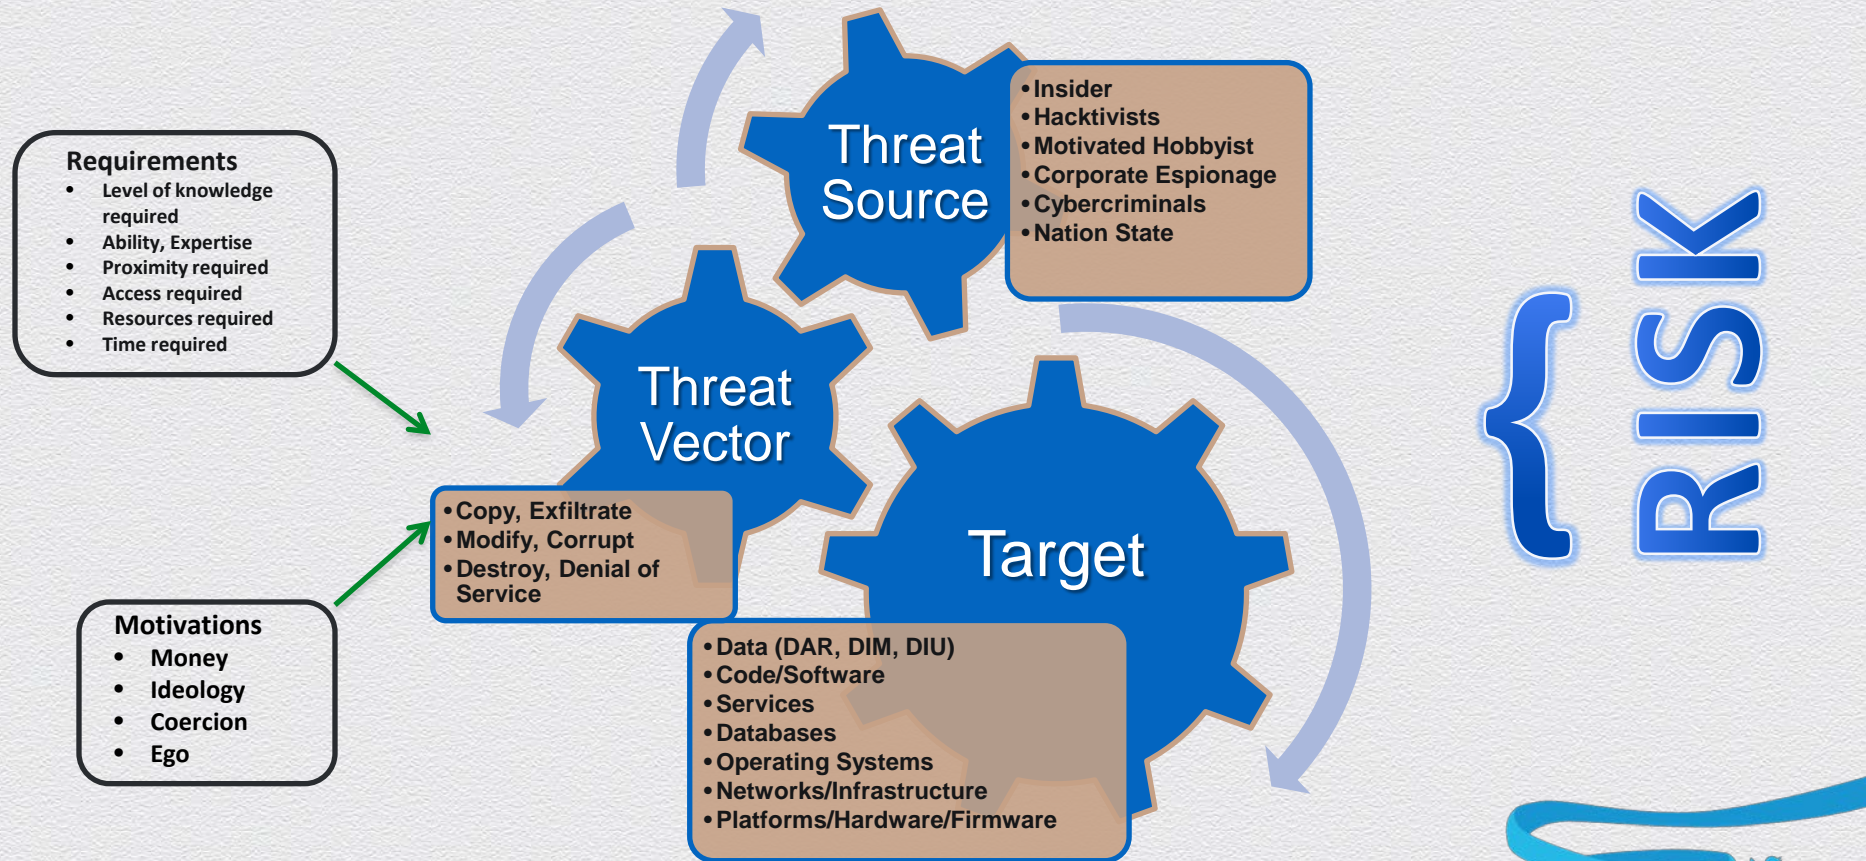 Requirements
• Level of knowledge
required
• Ability, Expertise
• Proximity required
• Access required
• Resources required
• Time required
Motivations
• Money
• Ideology
• Coercion
• Ego
Threat
Source
• Insider
• Hacktivists
• Motivated Hobbyist
• Corporate Espionage
• Cybercriminals
• Nation State
Threat
Vector
• Copy, Exfiltrate
• Modify, Corrupt
• Destroy, Denial of
Service
Target
• Data (DAR, DIM, DIU)
• Code/Software
• Services
• Databases
• Operating Systems
• Networks/Infrastructure
• Platforms/Hardware/Firmware
{
RISK